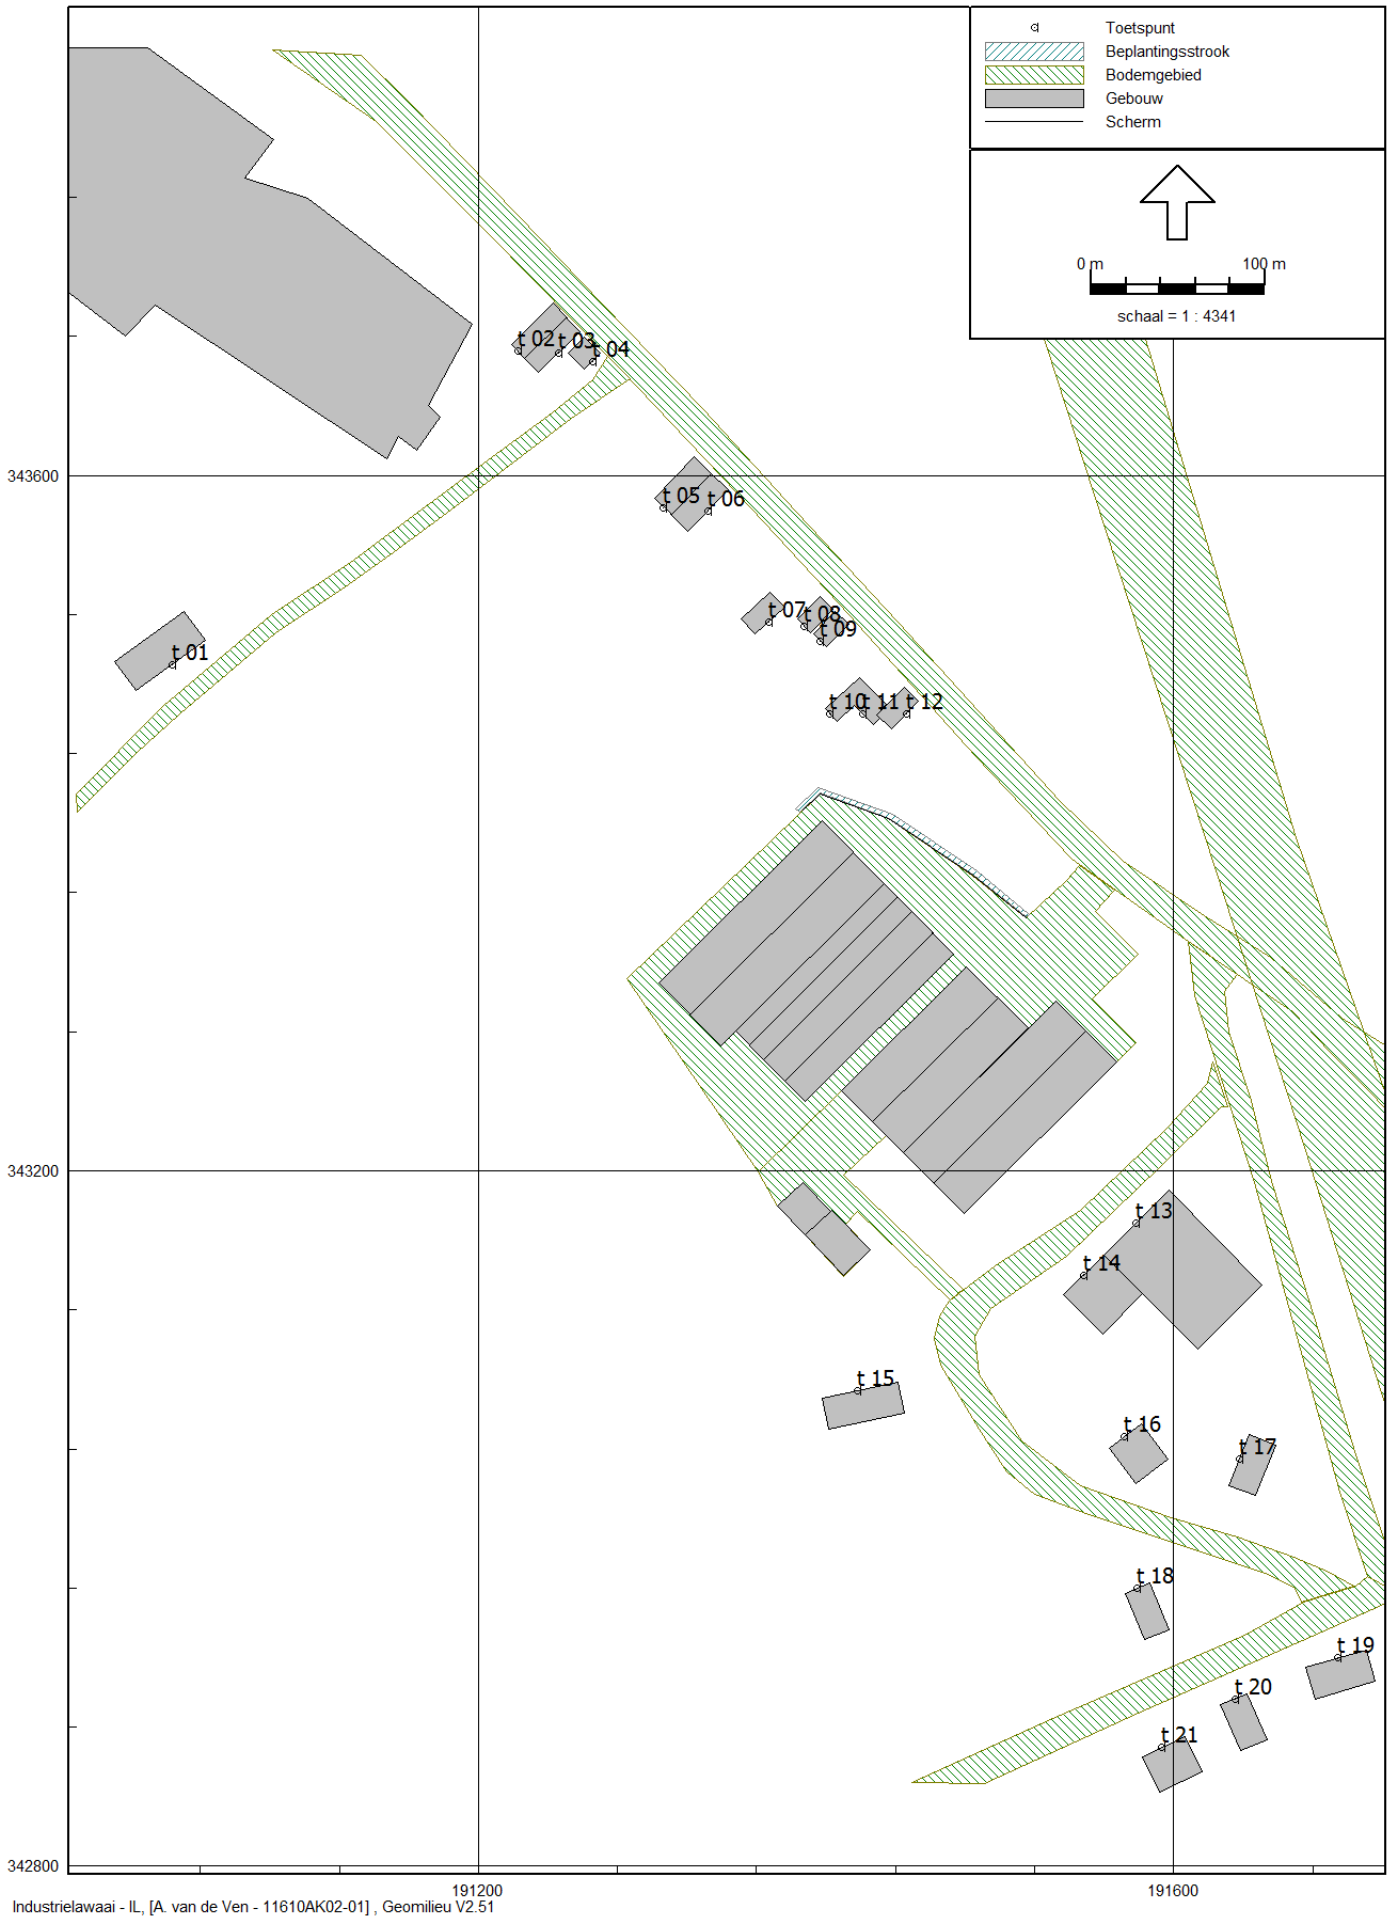 Toetspunt
Beplantingsstrook
Bodemgebied
Gebouw
Scherm
0 m 100 m
schaal = 1 : 4341
t 02 t 03 t 04
343600
t 05 t 06
t 07 t 08
t 09
t 01
t 10 t 11 t 12
343200
t 13
t 14
t 15
t 16
t 17
t 18
t 19
t 20
t 21
342800
191200 191600
Industrielawaai - IL, [A. van de Ven - 11610AK02-01] , Geomilieu V2.51